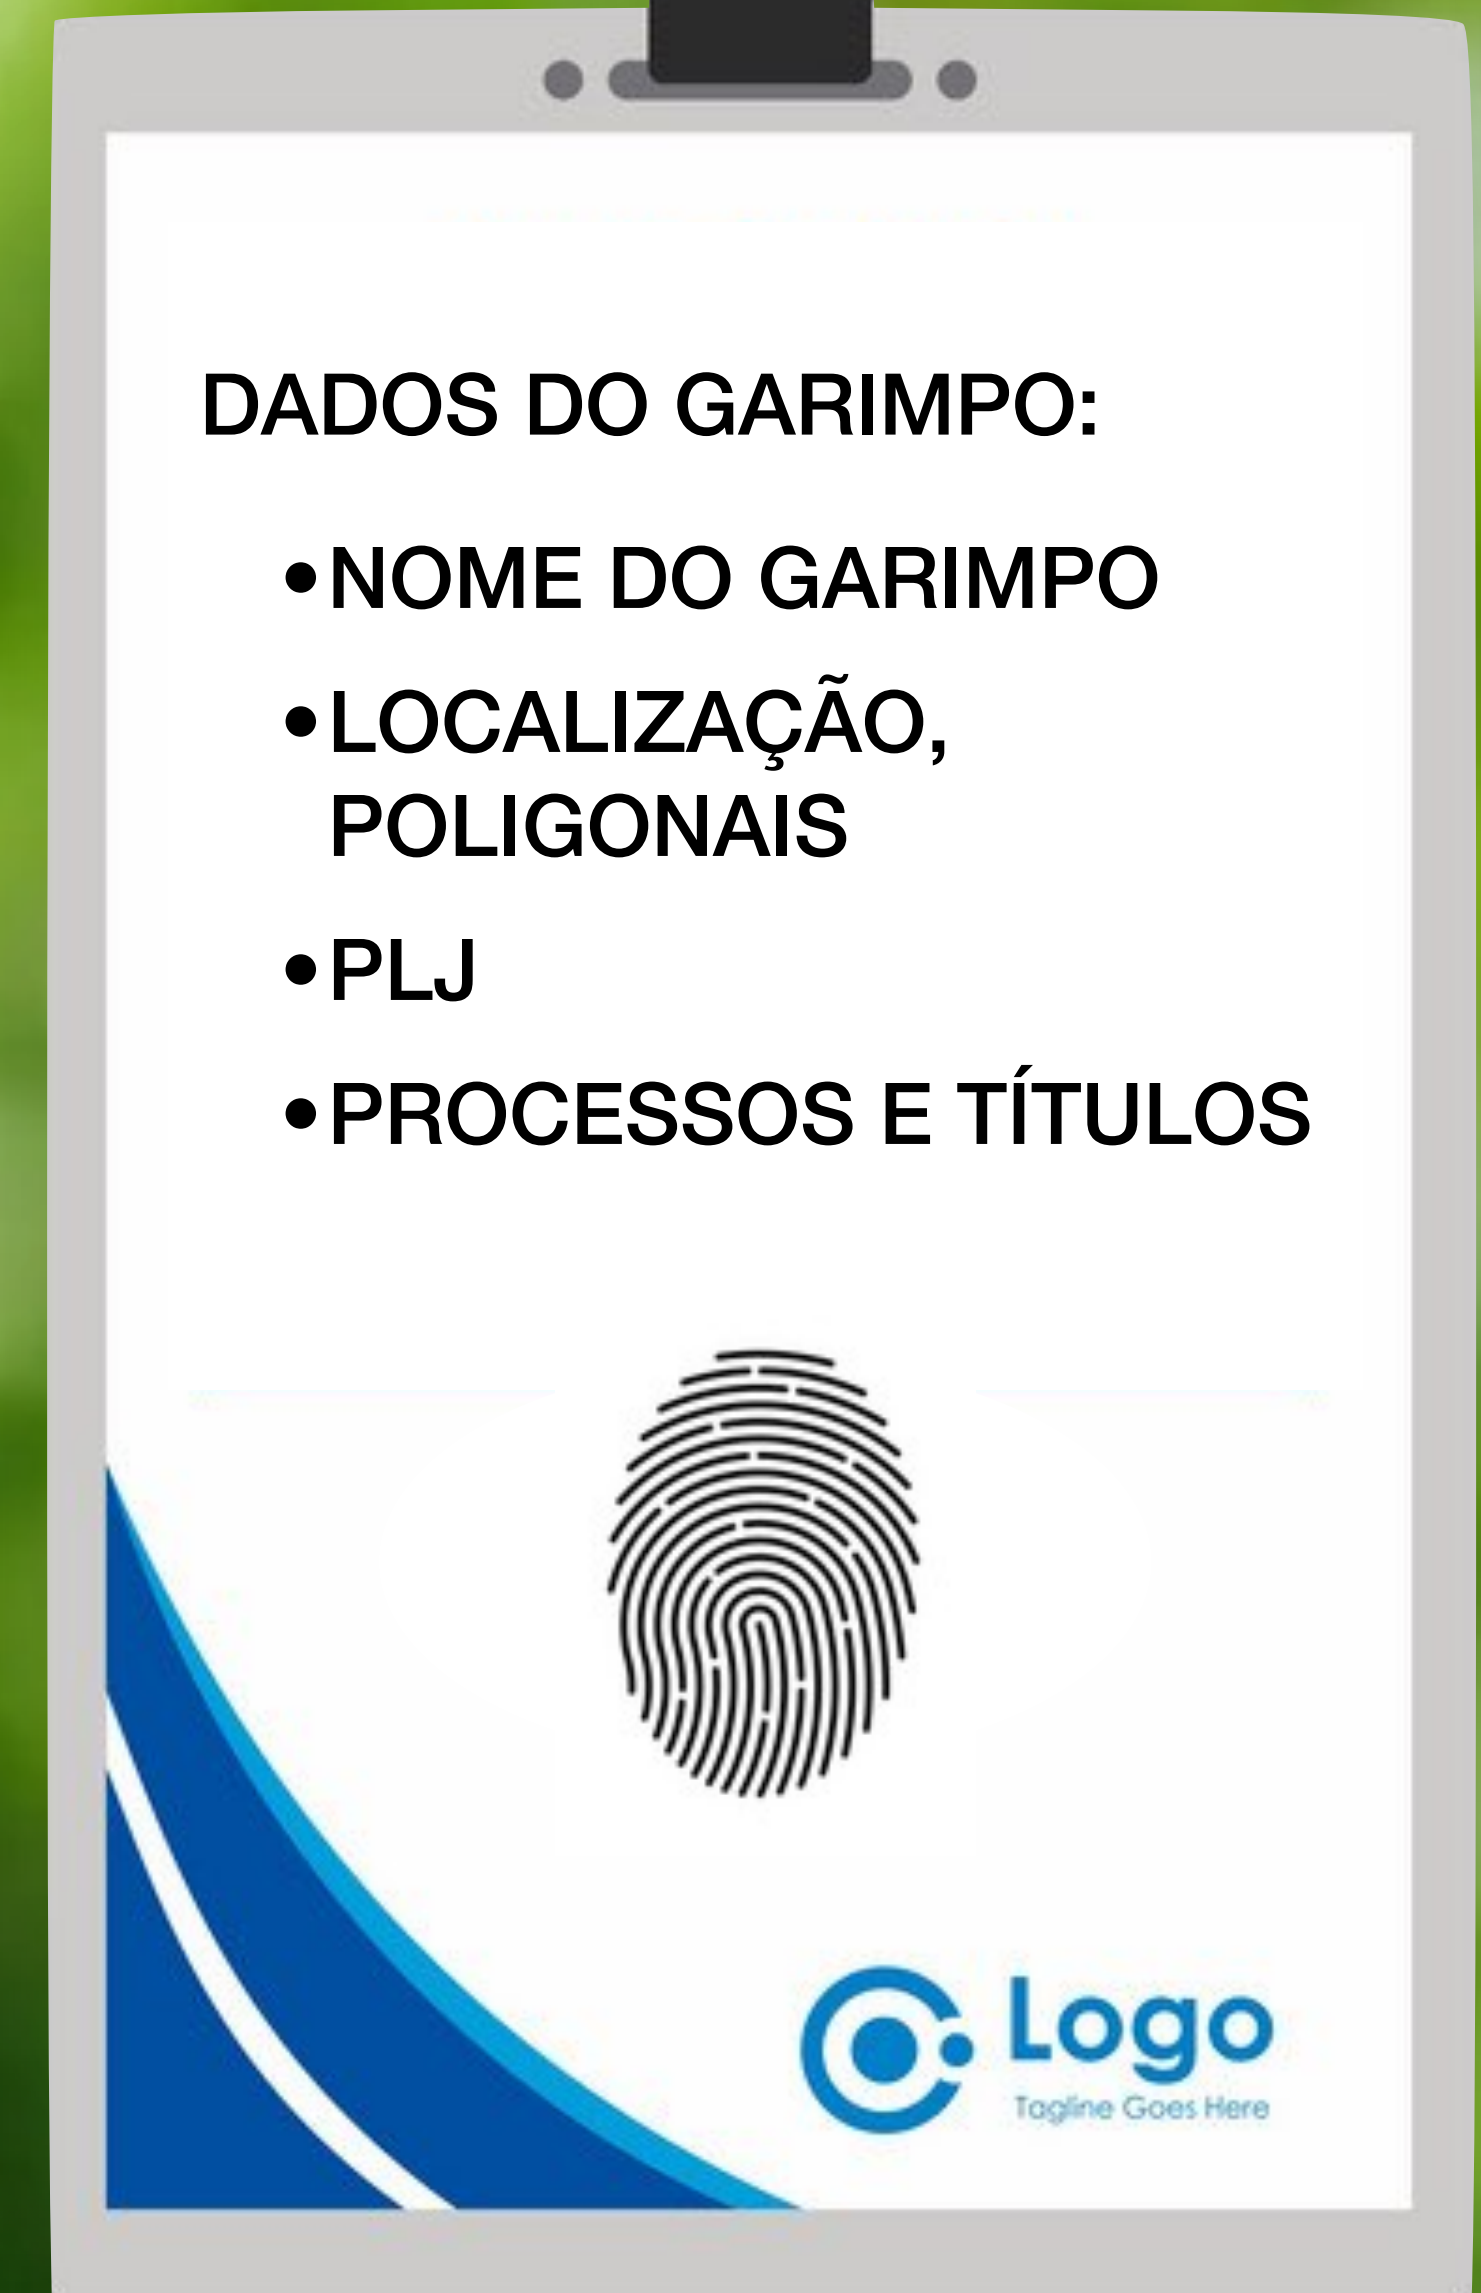 DADOS DO GARIMPO:
•NOME DO GARIMPO
•LOCALIZAÇÃO,
POLIGONAIS
•PLJ
•PROCESSOS E TÍTULOS
Logo
Tagline Goes Here